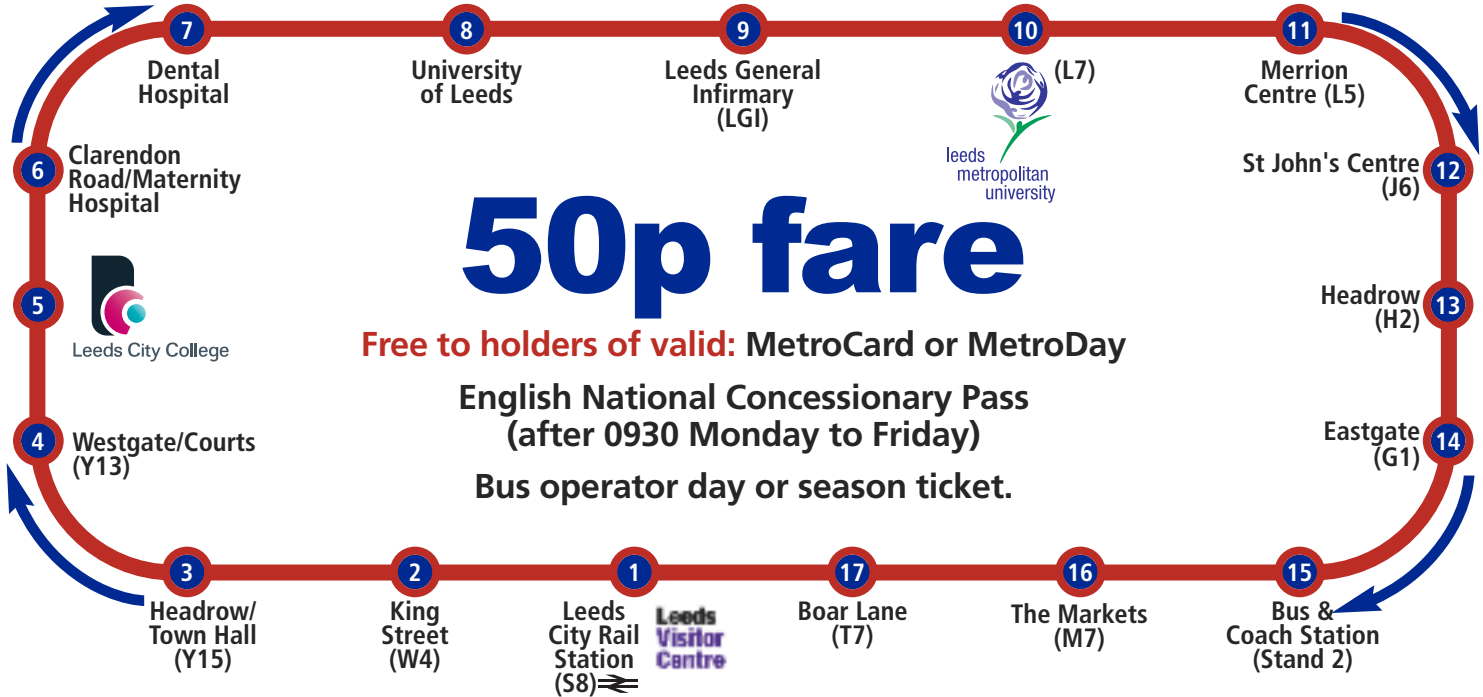 7
Dental
Hospital
8
University
of Leeds
9
Leeds General
Infirmary
(LGI)
10
(L7)
leeds
metropolitan
university
11
Merrion
Centre (L5)
6
Clarendon
Road/Maternity
Hospital
St John's Centre
(J6)
12
50p fare
5
Leeds City College
Headrow
(H2)
13
Free to holders of valid: MetroCard or MetroDay
English National Concessionary Pass
(after 0930 Monday to Friday)
Bus operator day or season ticket.
4
Westgate/Courts
(Y13)
Eastgate
(G1)
14
3
Headrow/
Town Hall
(Y15)
2
King
Street
(W4)
1
Leeds
City Rail
Station
(S8)
Leeds
Visitor
Centre
17
Boar Lane
(T7)
16
The Markets
(M7)
15
Bus &
Coach Station
(Stand 2)